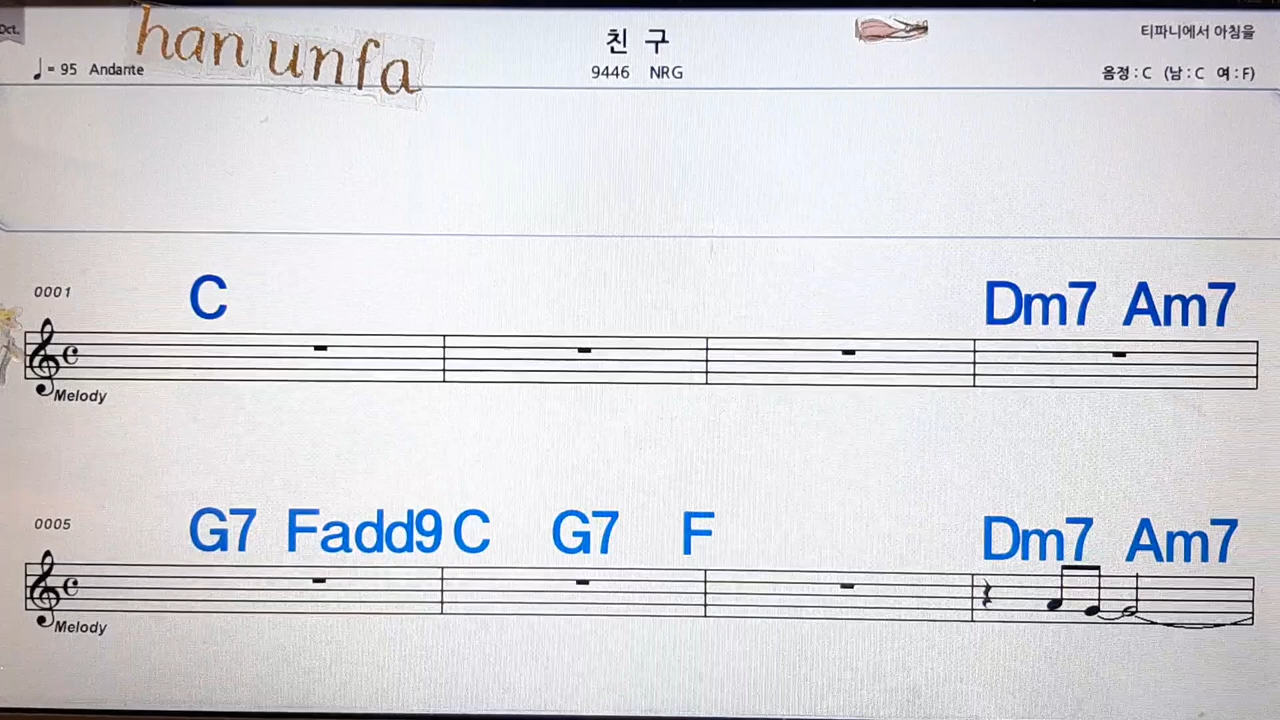 Oct.
han unfa
친 구
티파니에서 아침을
♩= 95 Andante
9446 NRG
음정 : C (남 : C 여 : F)
0001
C Dm7 Am7
Melody
0005
G7 Fadd9 C G7 F Dm7 Am7
Melody